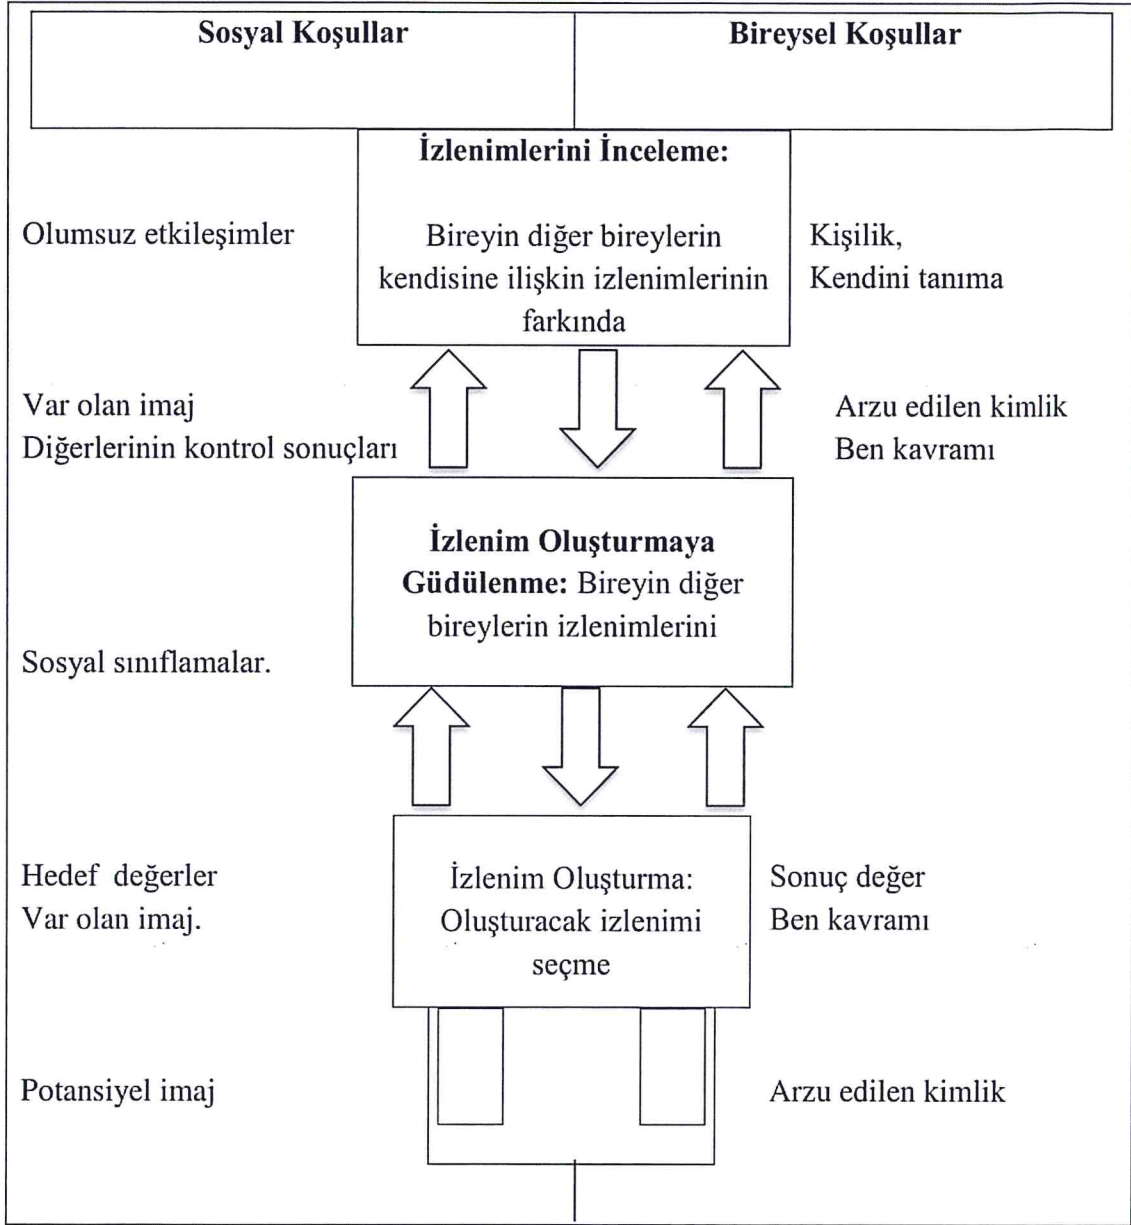 Sosyal Koşullar
Bireysel Koşullar
İzlenimlerini İnceleme:
Olumsuz etkileşimler
Bireyin diğer bireylerin
kendisine ilişkin izlenimlerinin
farkında
Kişilik,
Kendini tanıma
Var olan imaj
Diğerlerinin kontrol sonuçları
Arzu edilen kimlik
Ben kavramı
İzlenim Oluşturmaya
Güdülenme: Bireyin diğer
bireylerin izlenimlerini
Sosyal sınıflamalar.
Hedef değerler
Var olan imaj.
İzlenim Oluşturma:
Oluşturacak izlenimi
seçme
Sonuç değer
Ben kavramı
Potansiyel imaj
Arzu edilen kimlik